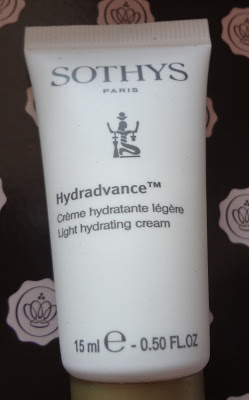 SOTHYS
PARIS
Hydradvance™
Crème hydratante légère
Light hydrating cream
15 ml ℮ - 0.50 FL.OZ